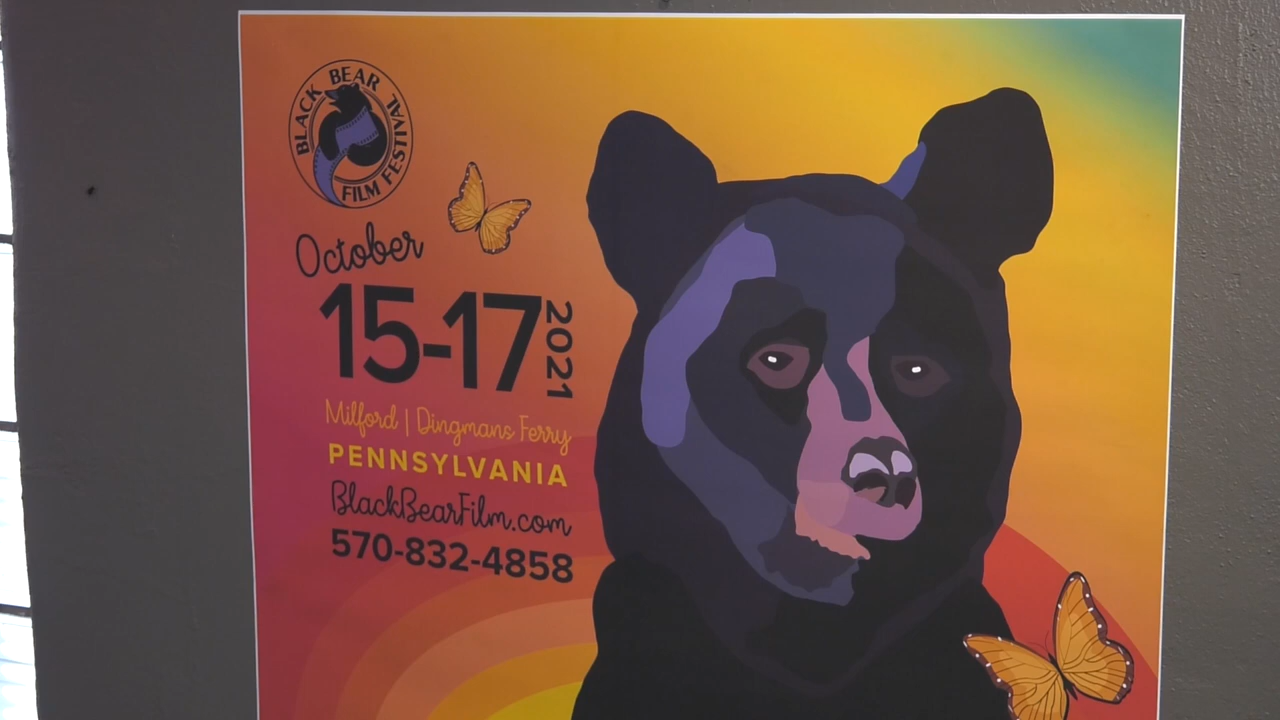 BLACK BEAR FILM FESTIVAL
October
15-17 2021
Milford | Dingmans Ferry
PENNSYLVANIA
BlackBearFilm.com
570-832-4858